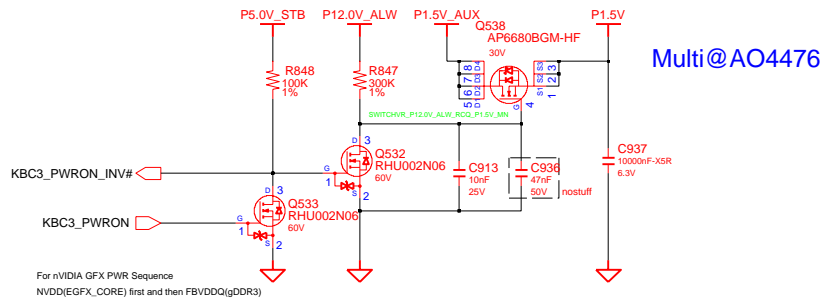 P5.0V_STB
P12.0V_ALW
P1.5V_AUX
Q538
AP6680BGM-HF
30V
P1.5V
Multi@AO4476
R848
100K
1%
R847
300K
1%
8 D4
7 D3
6 D2
5 D1
S3 3
S2 2
S1 1
G
4
SWITCHVR_P12.0V_ALW_RCQ_P1.5V_MN
D
3
Q532
RHU002N06
60V
G
1
S
2
C913
10nF
25V
C936
47nF
50V
nostuff
C937
10000nF-X5R
6.3V
KBC3_PWRON_INV#
D
3
Q533
RHU002N06
60V
KBC3_PWRON
G
1
S
2
For nVIDIA GFX PWR Sequence
NVDD(EGFX_CORE) first and then FBVDDQ(gDDR3)